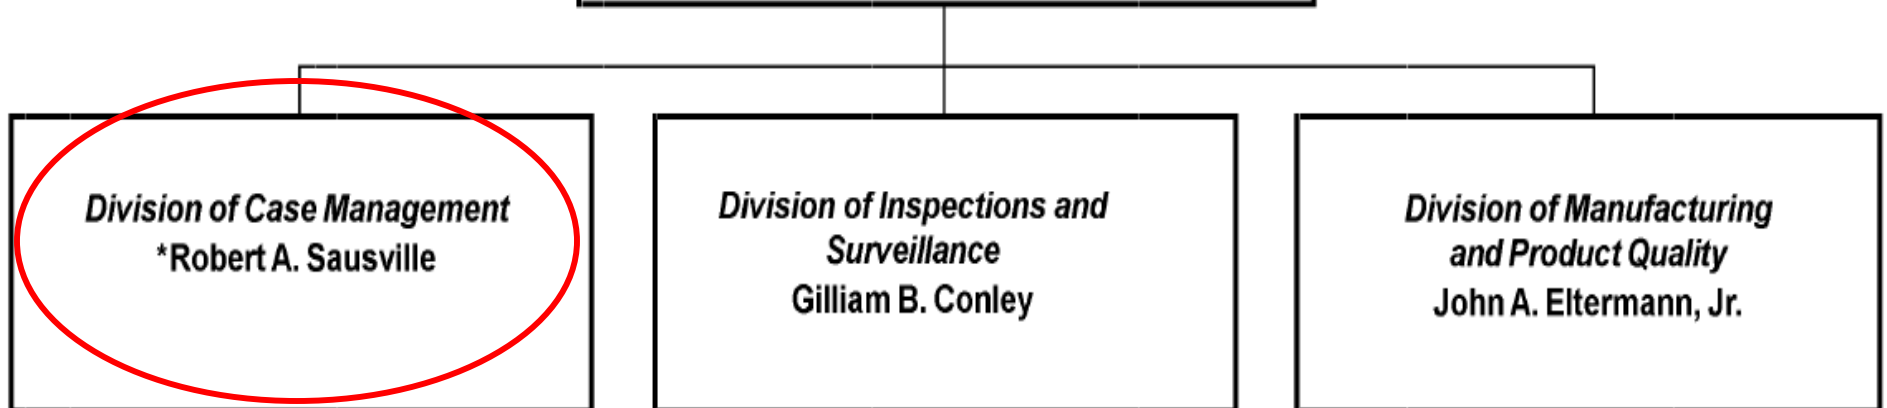 Division of Case Management
*Robert A. Sausville
Division of Inspections and
Surveillance
Gilliam B. Conley
Division of Manufacturing
and Product Quality
John A. Eltermann, Jr.